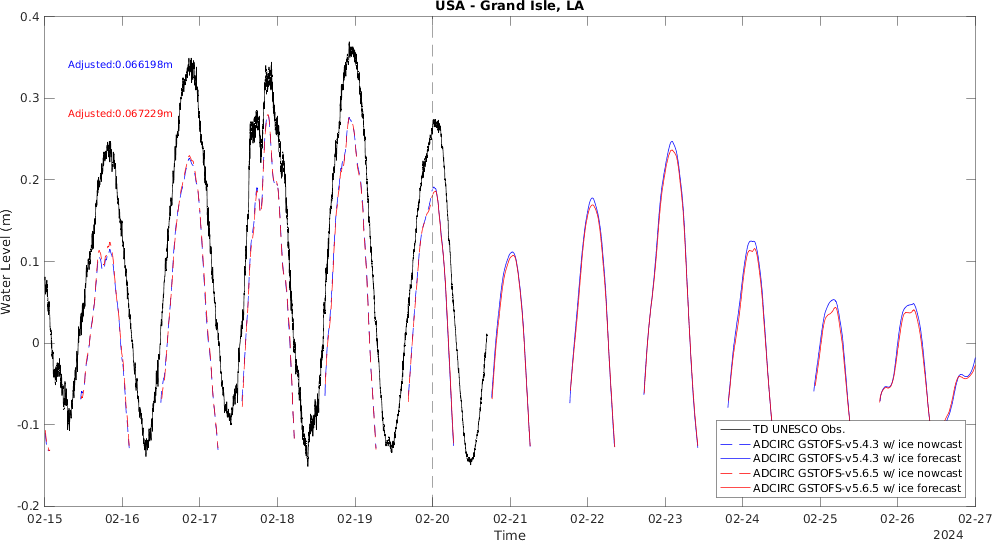 USA - Grand Isle, LA
0.4
0.3
0.2
0.1
0
-0.1
-0.2
Water Level (m)
Adjusted:0.066198m
Adjusted:0.067229m
TD UNESCO Obs.
ADCIRC GSTOFS-v5.4.3 w/ ice nowcast
ADCIRC GSTOFS-v5.4.3 w/ ice forecast
ADCIRC GSTOFS-v5.6.5 w/ ice nowcast
ADCIRC GSTOFS-v5.6.5 w/ ice forecast
02-15 02-16 02-17 02-18 02-19 02-20 02-21 02-22 02-23 02-24 02-25 02-26 02-27
Time
2024